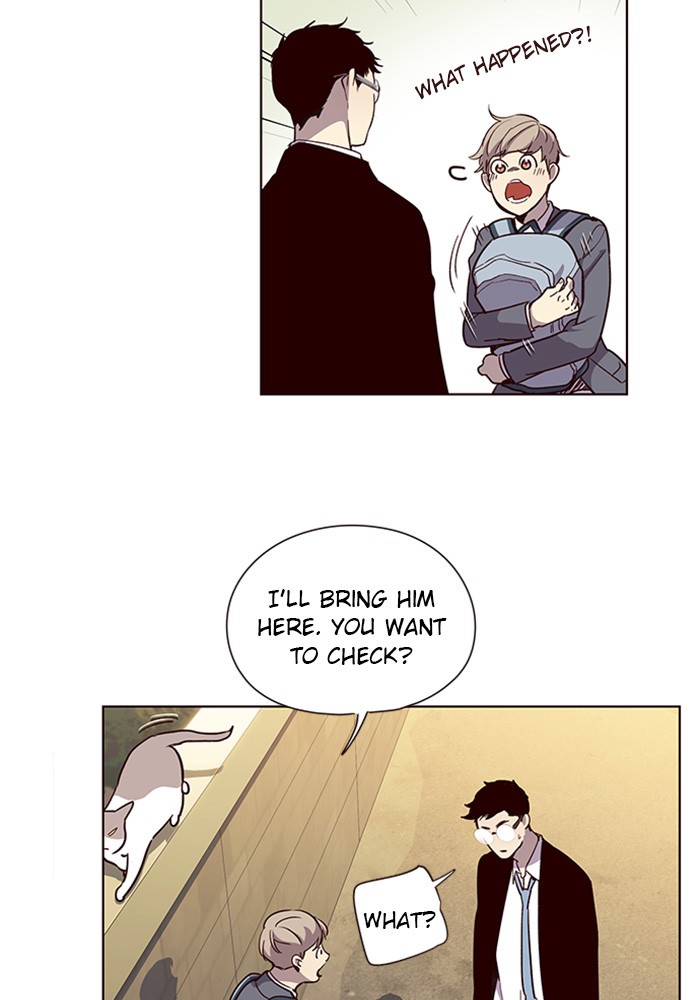 WHAT HAPPENED?!
I'LL BRING HIM
HERE. YOU WANT
TO CHECK?
WHAT?